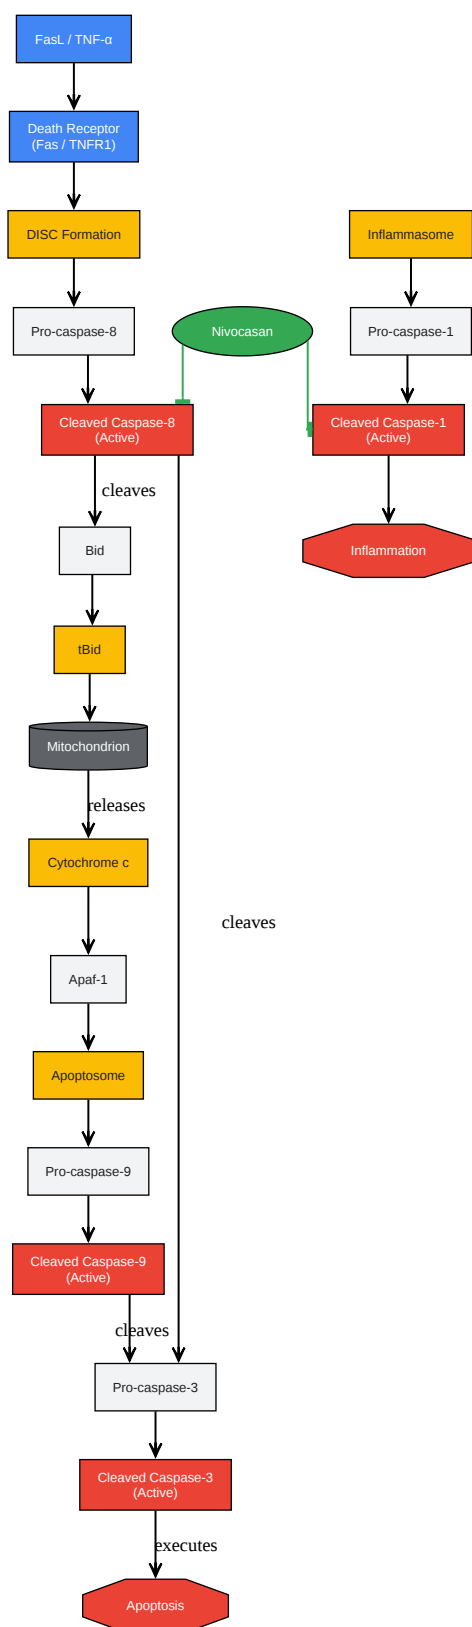 FasL / TNF-α
Death Receptor
(Fas / TNFR1)
DISC Formation
Inflammasome
Pro-caspase-8
Nivocasan
Pro-caspase-1
Cleaved Caspase-8
(Active)
Cleaved Caspase-1
(Active)
cleaves
Bid
Inflammation
tBid
Mitochondrion
releases
Cytochrome c
cleaves
Apaf-1
Apoptosome
Pro-caspase-9
Cleaved Caspase-9
(Active)
cleaves
Pro-caspase-3
Cleaved Caspase-3
(Active)
executes
Apoptosis